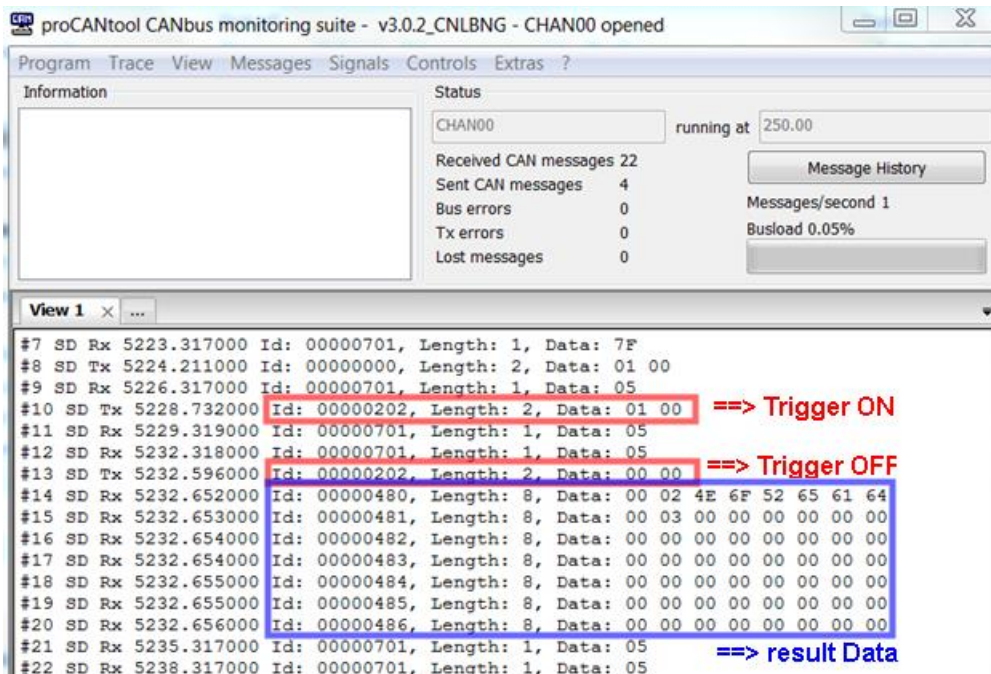 proCANtool CANbus monitoring suite - v3.0.2_CNLBNG - CHAN00 opened
Program Trace View Messages Signals Controls Extras ?
Information
Status
CHAN00 running at 250.00
Received CAN messages 22
Message History
Sent CAN messages 4
Messages/second 1
Bus errors 0
Busload 0.05%
Tx errors 0
Lost messages 0
View 1 × ...
#7 SD Rx 5223.317000 Id: 00000701, Length: 1, Data: 7F
#8 SD Tx 5224.211000 Id: 00000000, Length: 2, Data: 01 00
#9 SD Rx 5226.317000 Id: 00000701, Length: 1, Data: 05
#10 SD Tx 5228.732000 Id: 00000202, Length: 2, Data: 01 00 ==> Trigger ON
#11 SD Rx 5229.319000 Id: 00000701, Length: 1, Data: 05
#12 SD Rx 5232.318000 Id: 00000701, Length: 1, Data: 05
#13 SD Tx 5232.596000 Id: 00000202, Length: 2, Data: 00 00 ==> Trigger OFF
#14 SD Rx 5232.652000 Id: 00000480, Length: 8, Data: 00 02 4E 6F 52 65 61 64
#15 SD Rx 5232.653000 Id: 00000481, Length: 8, Data: 00 03 00 00 00 00 00 00
#16 SD Rx 5232.654000 Id: 00000482, Length: 8, Data: 00 00 00 00 00 00 00 00
#17 SD Rx 5232.654000 Id: 00000483, Length: 8, Data: 00 00 00 00 00 00 00 00
#18 SD Rx 5232.655000 Id: 00000484, Length: 8, Data: 00 00 00 00 00 00 00 00
#19 SD Rx 5232.655000 Id: 00000485, Length: 8, Data: 00 00 00 00 00 00 00 00
#20 SD Rx 5232.656000 Id: 00000486, Length: 8, Data: 00 00 00 00 00 00 00 00
#21 SD Rx 5235.317000 Id: 00000701, Length: 1, Data: 05 ==> result Data
#22 SD Rx 5238.317000 Id: 00000701, Length: 1, Data: 05